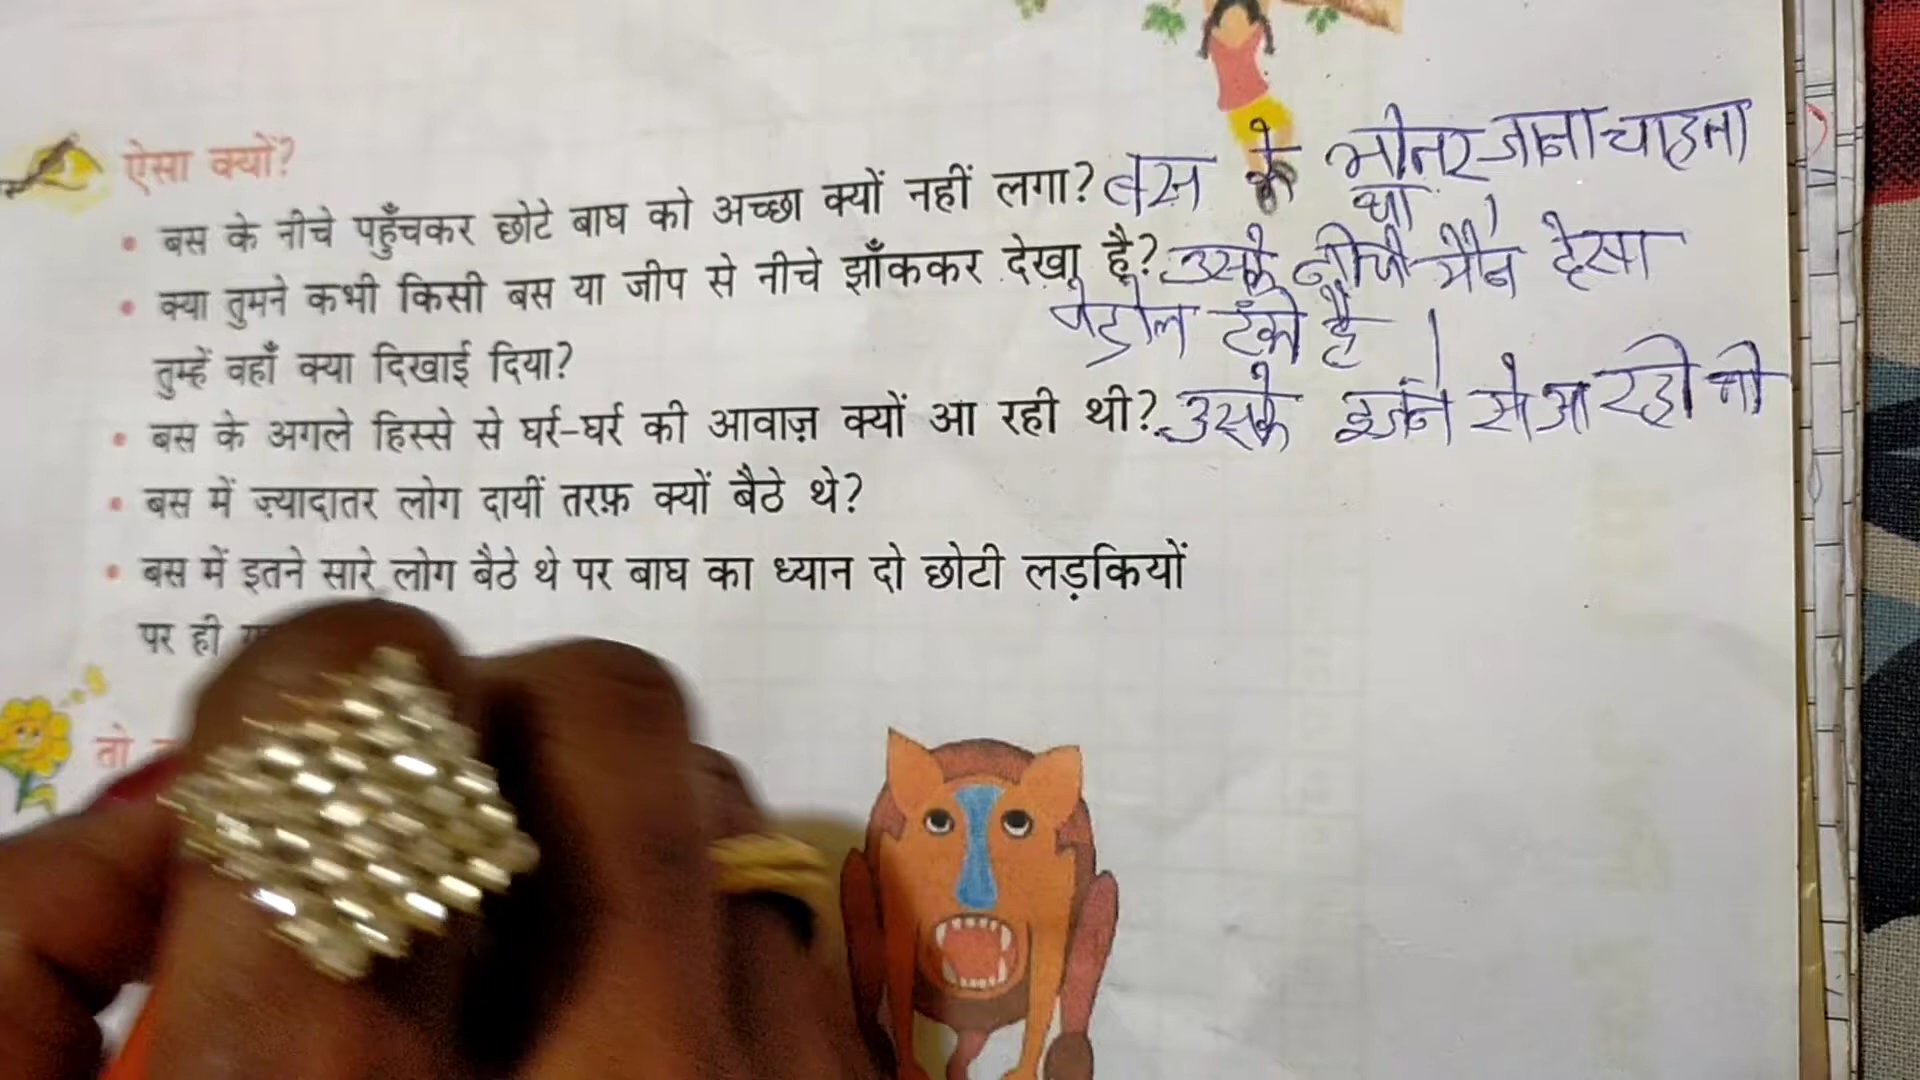 ऐसा क्यों?
• बस के नीचे पहुँचकर छोटे बाघ को अच्छा क्यों नहीं लगा? बस के भीतर जाना चाहता
था।
• क्या तुमने कभी किसी बस या जीप से नीचे झाँककर देखा है? उसके नीचे मैन देखा
पेट्रोल टंकी है।
तुम्हें वहाँ क्या दिखाई दिया?
• बस के अगले हिस्से से घर्र-घर्र की आवाज़ क्यों आ रही थी? उसके इजंन से आ रही
• बस में ज़्यादातर लोग दायीं तरफ़ क्यों बैठे थे?
• बस में इतने सारे लोग बैठे थे पर बाघ का ध्यान दो छोटी लड़कियों
पर ही
तो